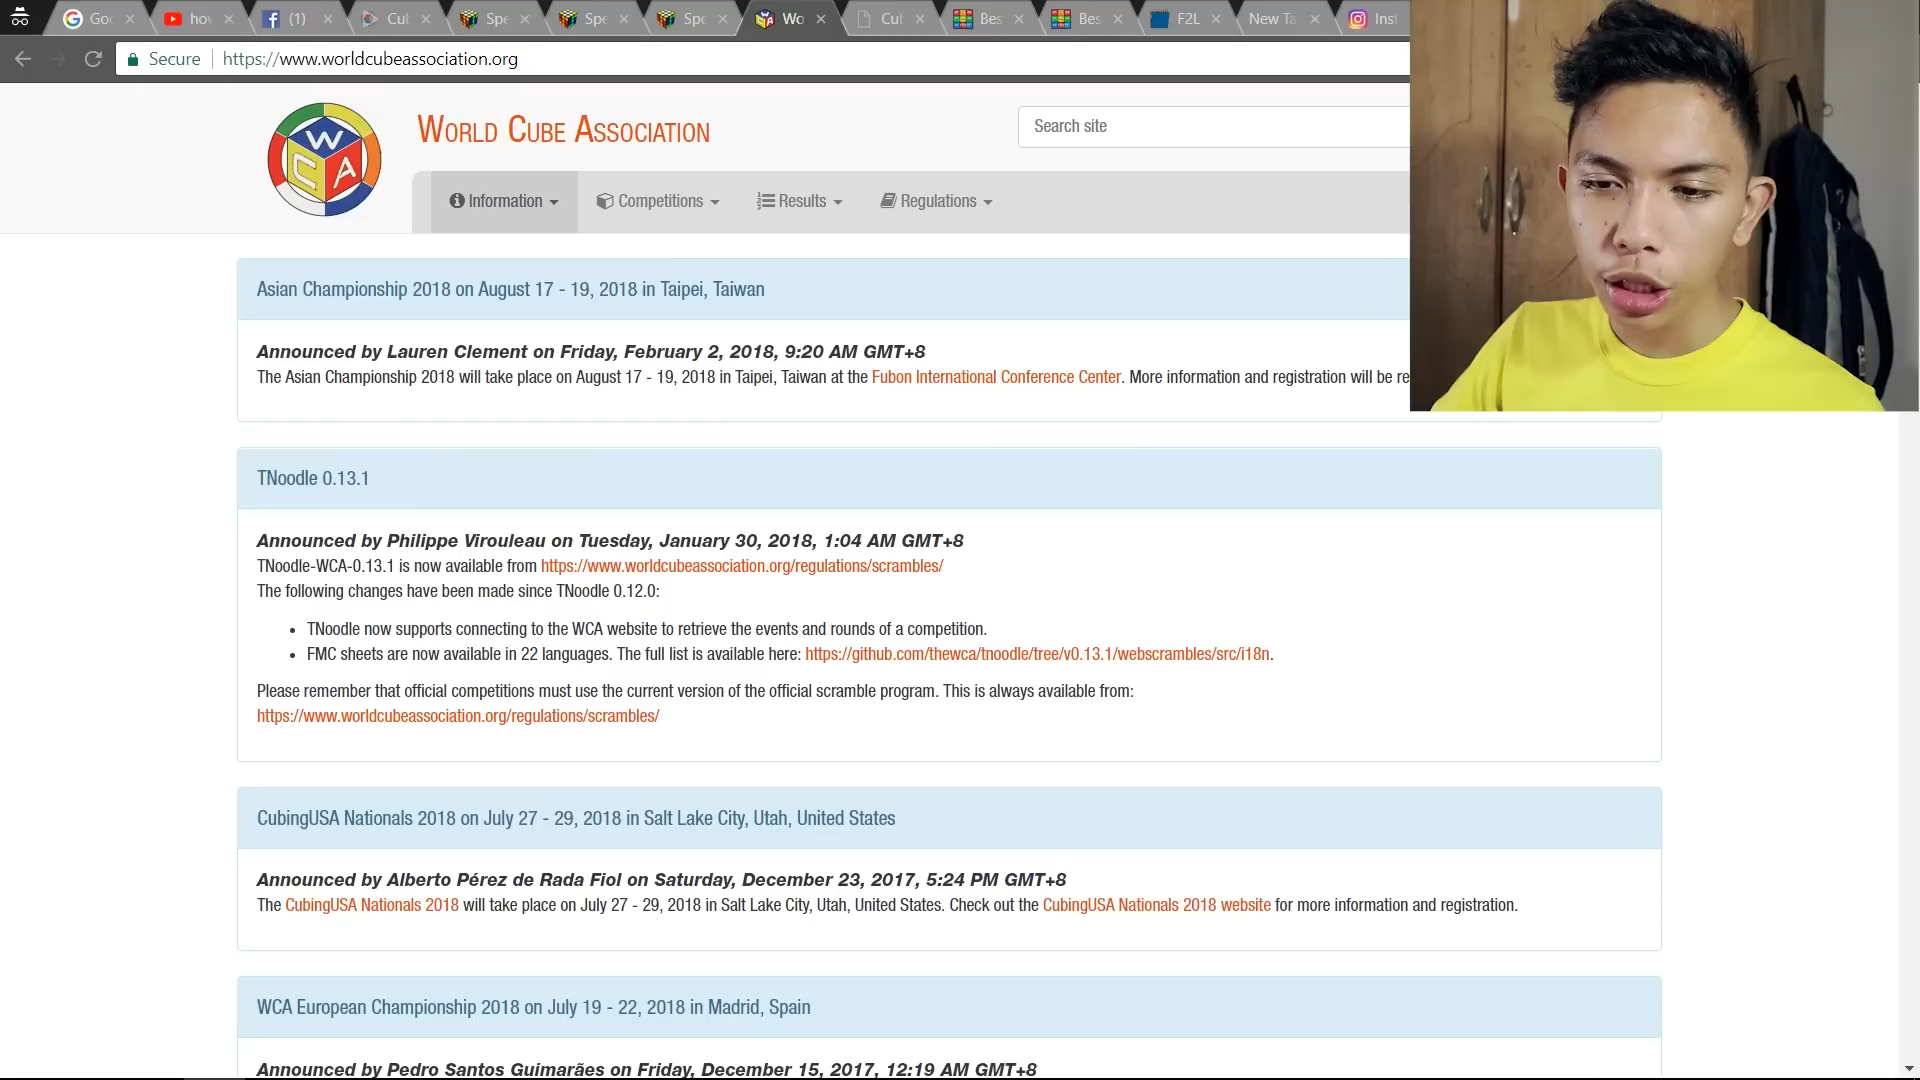 Goo
how
(1)
Cub
Spe
Spe
Spe
Wo
Cub
Bes
Bes
F2L
New Ta
Inst
Secure
https://www.worldcubeassociation.org
WCA
WORLD CUBE ASSOCIATION
Search site
Information
Competitions
Results
Regulations
Asian Championship 2018 on August 17 - 19, 2018 in Taipei, Taiwan
Announced by Lauren Clement on Friday, February 2, 2018, 9:20 AM GMT+8
The Asian Championship 2018 will take place on August 17 - 19, 2018 in Taipei, Taiwan at the Fubon International Conference Center. More information and registration will be re
TNoodle 0.13.1
Announced by Philippe Virouleau on Tuesday, January 30, 2018, 1:04 AM GMT+8
TNoodle-WCA-0.13.1 is now available from https://www.worldcubeassociation.org/regulations/scrambles/
The following changes have been made since TNoodle 0.12.0:
• TNoodle now supports connecting to the WCA website to retrieve the events and rounds of a competition.
• FMC sheets are now available in 22 languages. The full list is available here: https://github.com/thewca/tnoodle/tree/v0.13.1/webscrambles/src/i18n.
Please remember that official competitions must use the current version of the official scramble program. This is always available from:
https://www.worldcubeassociation.org/regulations/scrambles/
CubingUSA Nationals 2018 on July 27 - 29, 2018 in Salt Lake City, Utah, United States
Announced by Alberto Pérez de Rada Fiol on Saturday, December 23, 2017, 5:24 PM GMT+8
The CubingUSA Nationals 2018 will take place on July 27 - 29, 2018 in Salt Lake City, Utah, United States. Check out the CubingUSA Nationals 2018 website for more information and registration.
WCA European Championship 2018 on July 19 - 22, 2018 in Madrid, Spain
Announced by Pedro Santos Guimarães on Friday, December 15, 2017, 12:19 AM GMT+8